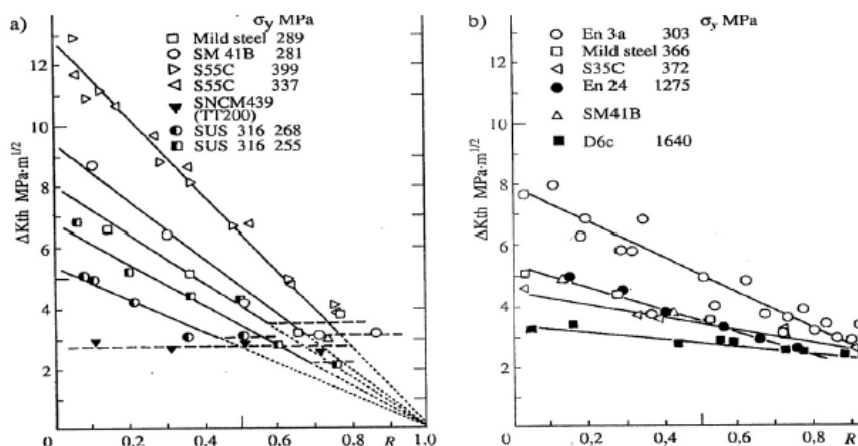 a)
σy MPa
Mild steel 289
SM 41B 281
S55C 399
S55C 337
SNCM439
(TT200)
SUS 316 268
SUS 316 255
ΔKth MPa·m1/2
12
10
8
6
4
2
0 0,2 0,4 0,6 0,8 R 1.0
b)
σy MPa
En 3a 303
Mild steel 366
S35C 372
En 24 1275
SM41B
D6c 1640
ΔKth MPa·m1/2
12
10
8
6
4
2
0 0,2 0,4 0,6 0,8 R